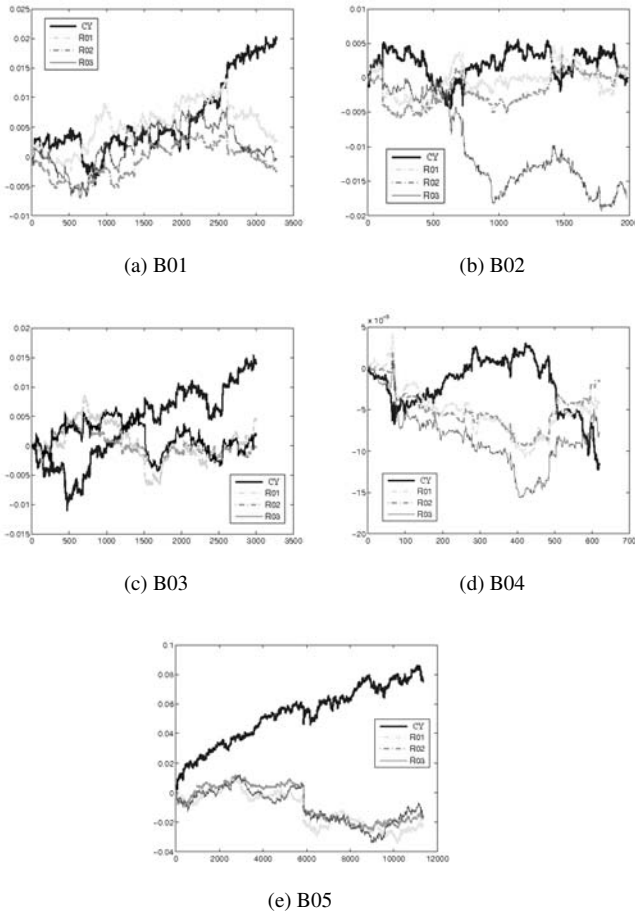 0.025
0.02
0.015
0.01
0.005
0
−0.005
−0.01
0 500 1000 1500 2000 2500 3000 3500
CY
R01
R02
R03
(a) B01
0.01
0.005
0
−0.005
−0.01
−0.015
−0.02
0 500 1000 1500 2000
CY
R01
R02
R03
(b) B02
0.02
0.015
0.01
0.005
0
−0.005
−0.01
−0.015
0 500 1000 1500 2000 2500 3000 3500
CY
R01
R02
R03
(c) B03
5
0
−5
−10
−15
−20
0 100 200 300 400 500 600 700
CY
R01
R02
R03
(d) B04
0.1
0.08
0.06
0.04
0.02
0
−0.02
−0.04
0 2000 4000 6000 8000 10000 12000
CY
R01
R02
R03
(e) B05